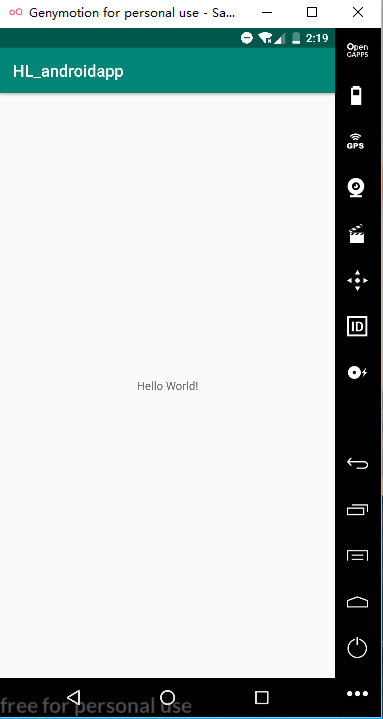 Genymotion for personal use - Sa...
2:19
Open
GAPPS
HL_androidapp
GPS
ID
Hello World!
free for personal use